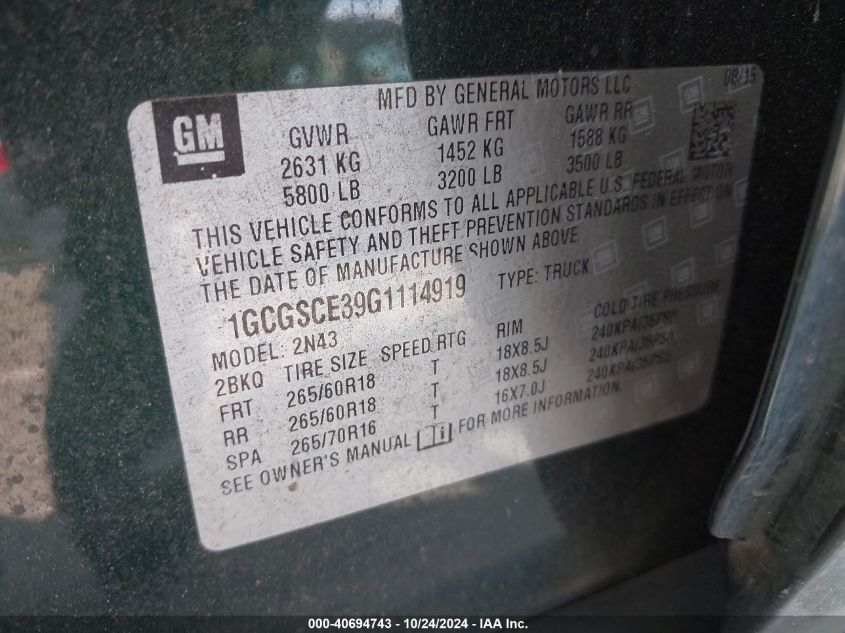 MFD BY GENERAL MOTORS LLC 08/15
GM
GVWR GAWR FRT GAWR RR
2631 KG 1452 KG 1588 KG
5800 LB 3200 LB 3500 LB
THIS VEHICLE CONFORMS TO ALL APPLICABLE U.S. FEDERAL MOTOR
VEHICLE SAFETY AND THEFT PREVENTION STANDARDS IN EFFECT ON
THE DATE OF MANUFACTURE SHOWN ABOVE.
1GCGSCE39G1114919 TYPE: TRUCK
MODEL: 2N43
2BKQ TIRE SIZE SPEED RTG RIM COLD TIRE PRESSURE
FRT 265/60R18 T 18X8.5J 240KPA(35PSI)
RR 265/60R18 T 18X8.5J 240KPA(35PSI)
SPA 265/70R16 T 16X7.0J 240KPA(35PSI)
SEE OWNER'S MANUAL FOR MORE INFORMATION.
000-40694743 - 10/24/2024 - IAA Inc.